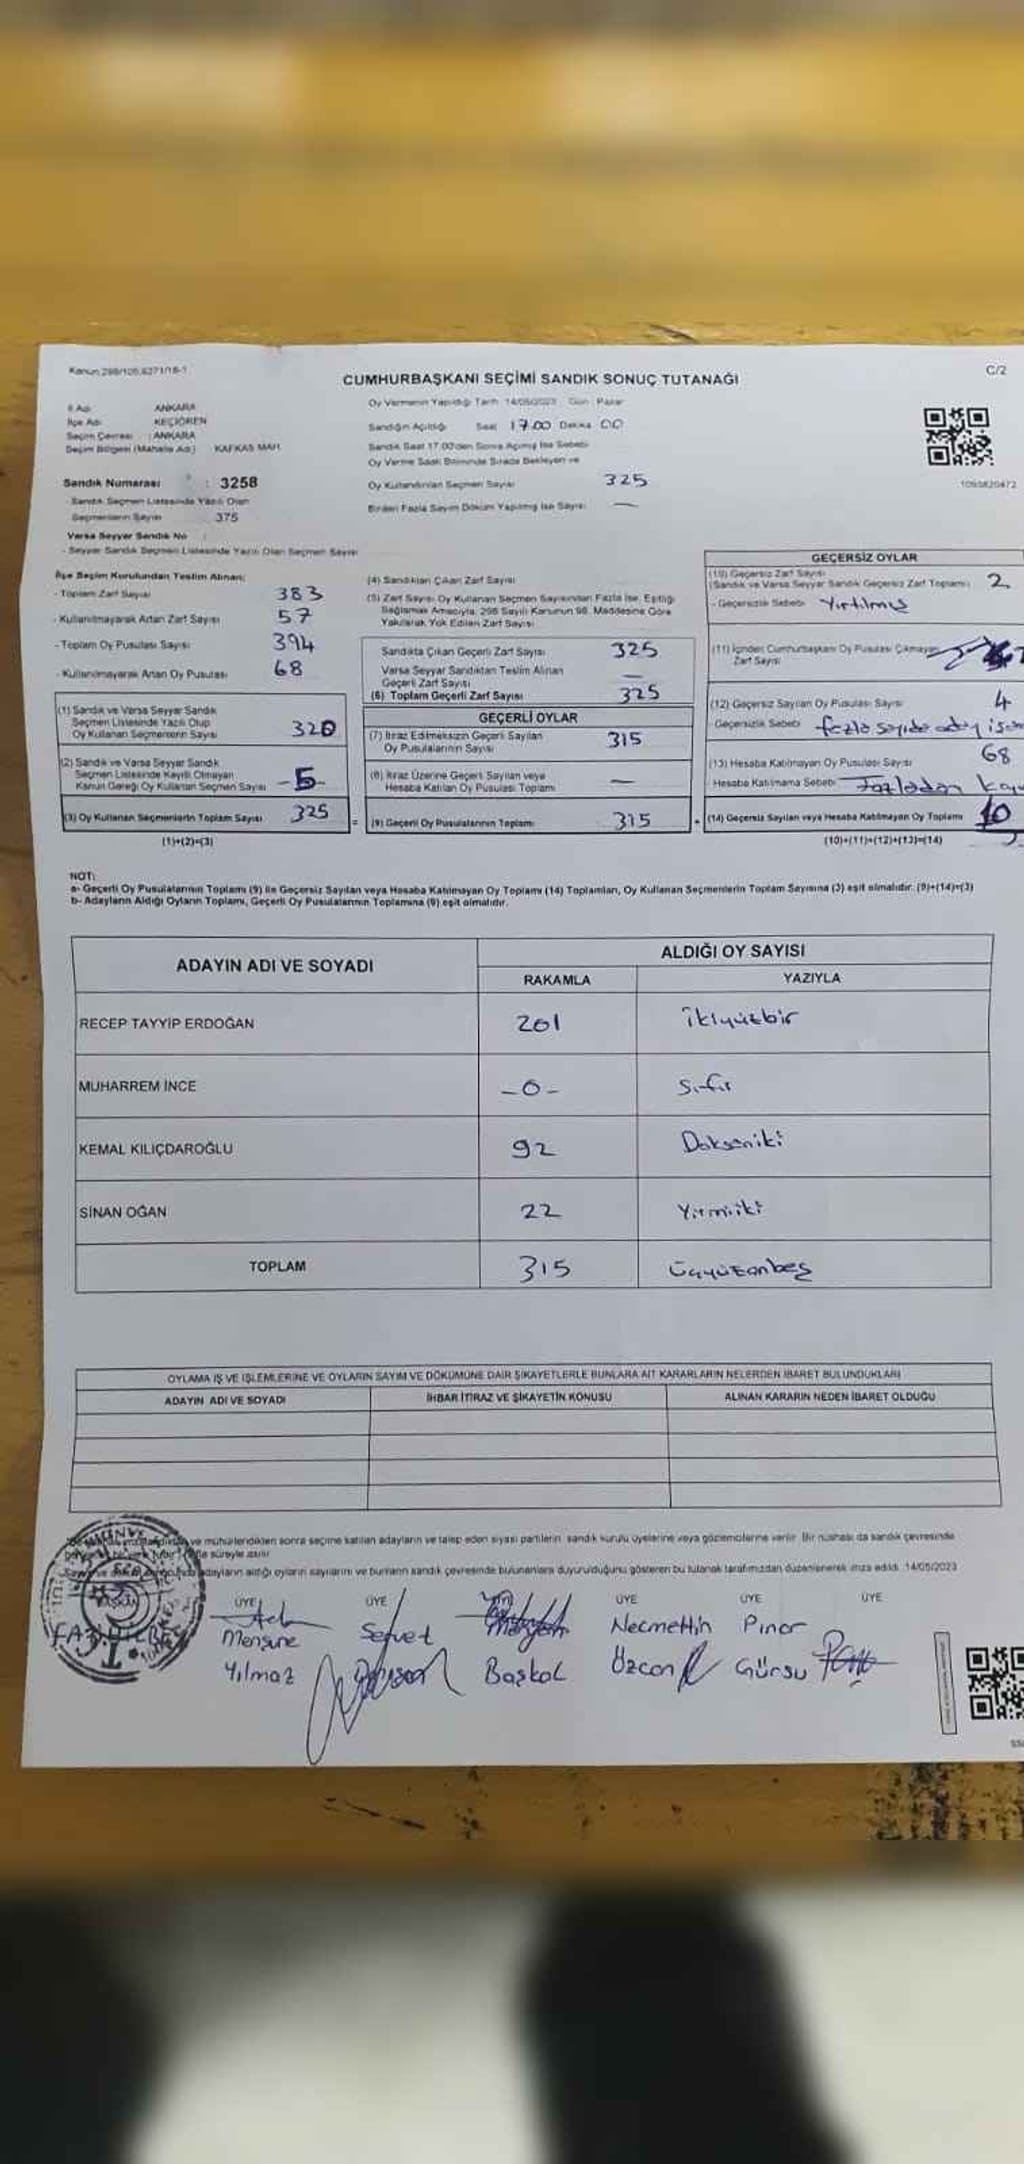 Kanun:298/105,6271/18-1
C/2
CUMHURBAŞKANI SEÇİMİ SANDIK SONUÇ TUTANAĞI
İl Adı : ANKARA
İlçe Adı : KEÇİÖREN
Seçim Çevresi : ANKARA
Seçim Bölgesi (Mahalle Adı) : KAFKAS MAH.
Sandık Numarası : 3258
- Sandık Seçmen Listesinde Yazılı Olan
Seçmenlerin Sayısı 375
Varsa Seyyar Sandık No :
- Seyyar Sandık Seçmen Listesinde Yazılı Olan Seçmen Sayısı
Oy Vermenin Yapıldığı Tarih: 14/05/2023 Gün: Pazar
Sandığın Açıldığı Saat 17.00 Dakika 00
Sandık Saat 17.00'den Sonra Açılmış İse Sebebi
Oy Verme Saati Bitiminde Sırada Bekleyen ve
Oy Kullandırılan Seçmen Sayısı 325
Birden Fazla Sayım Döküm Yapılmış İse Sayısı —
1093820472
İlçe Seçim Kurulundan Teslim Alınan:
- Toplam Zarf Sayısı 383
- Kullanılmayarak Artan Zarf Sayısı 57
- Toplam Oy Pusulası Sayısı 394
- Kullanılmayarak Artan Oy Pusulası 68
(1) Sandık ve Varsa Seyyar Sandık
Seçmen Listesinde Yazılı Olup
Oy Kullanan Seçmenlerin Sayısı 320
(2) Sandık ve Varsa Seyyar Sandık
Seçmen Listesinde Kayıtlı Olmayan
Kanun Gereği Oy Kullanan Seçmen Sayısı -5-
(3) Oy Kullanan Seçmenlerin Toplam Sayısı 325
(1)+(2)=(3)
(4) Sandıktan Çıkan Zarf Sayısı
(5) Zarf Sayısı Oy Kullanan Seçmen Sayısından Fazla İse, Eşitliği
Sağlamak Amacıyla, 298 Sayılı Kanunun 98. Maddesine Göre
Yakılarak Yok Edilen Zarf Sayısı
Sandıkta Çıkan Geçerli Zarf Sayısı 325
Varsa Seyyar Sandıktan Teslim Alınan
Geçerli Zarf Sayısı —
(6) Toplam Geçerli Zarf Sayısı 325
GEÇERLİ OYLAR
(7) İtiraz Edilmeksizin Geçerli Sayılan
Oy Pusulalarının Sayısı 315
(8) İtiraz Üzerine Geçerli Sayılan veya
Hesaba Katılan Oy Pusulası Toplamı —
= (9) Geçerli Oy Pusulalarının Toplamı 315
GEÇERSİZ OYLAR
(10) Geçersiz Zarf Sayısı
(Sandık ve Varsa Seyyar Sandık Geçersiz Zarf Toplamı) 2
- Geçersizlik Sebebi Yırtılmış
(11) İçinden Cumhurbaşkanı Oy Pusulası Çıkmayan
Zarf Sayısı
(12) Geçersiz Sayılan Oy Pusulası Sayısı 4
- Geçersizlik Sebebi fazla sayıda aday
(13) Hesaba Katılmayan Oy Pusulası Sayısı 68
- Hesaba Katılmama Sebebi Fazladan
+ (14) Geçersiz Sayılan veya Hesaba Katılmayan Oy Toplamı 10
(10)+(11)+(12)+(13)=(14)
NOT:
a- Geçerli Oy Pusulalarının Toplamı (9) ile Geçersiz Sayılan veya Hesaba Katılmayan Oy Toplamı (14) Toplamları, Oy Kullanan Seçmenlerin Toplam Sayısına (3) eşit olmalıdır. (9)+(14)=(3)
b- Adayların Aldığı Oyların Toplamı, Geçerli Oy Pusulalarının Toplamına (9) eşit olmalıdır.
ADAYIN ADI VE SOYADI ALDIĞI OY SAYISI
RAKAMLA YAZIYLA
RECEP TAYYİP ERDOĞAN 201 ikiyüzbir
MUHARREM İNCE -0- Sıfır
KEMAL KILIÇDAROĞLU 92 Doksaniki
SİNAN OĞAN 22 Yirmiiki
TOPLAM 315 üçyüzonbeş
OYLAMA İŞ VE İŞLEMLERİNE VE OYLARIN SAYIM VE DÖKÜMÜNE DAİR ŞİKAYETLERLE BUNLARA AİT KARARLARIN NELERDEN İBARET BULUNDUKLARI
ADAYIN ADI VE SOYADI İHBAR İTİRAZ VE ŞİKAYETİN KONUSU ALINAN KARARIN NEDEN İBARET OLDUĞU
ve mühürlendikten sonra seçime katılan adayların ve talep eden siyasi partilerin sandık kurulu üyelerine veya gözlemcilerine verilir. Bir nüshası da sandık çevresinde
süreyle asılır.
adayların aldığı oyların sayılarını ve bunların sandık çevresinde bulunanlara duyurulduğunu gösteren bu tutanak tarafımızdan düzenlenerek imza edildi. 14/05/2023
BAŞKAN ÜYE ÜYE ÜYE ÜYE ÜYE
Servet Necmettin Pınar
Yılmaz Başkal Özcan Gürsu